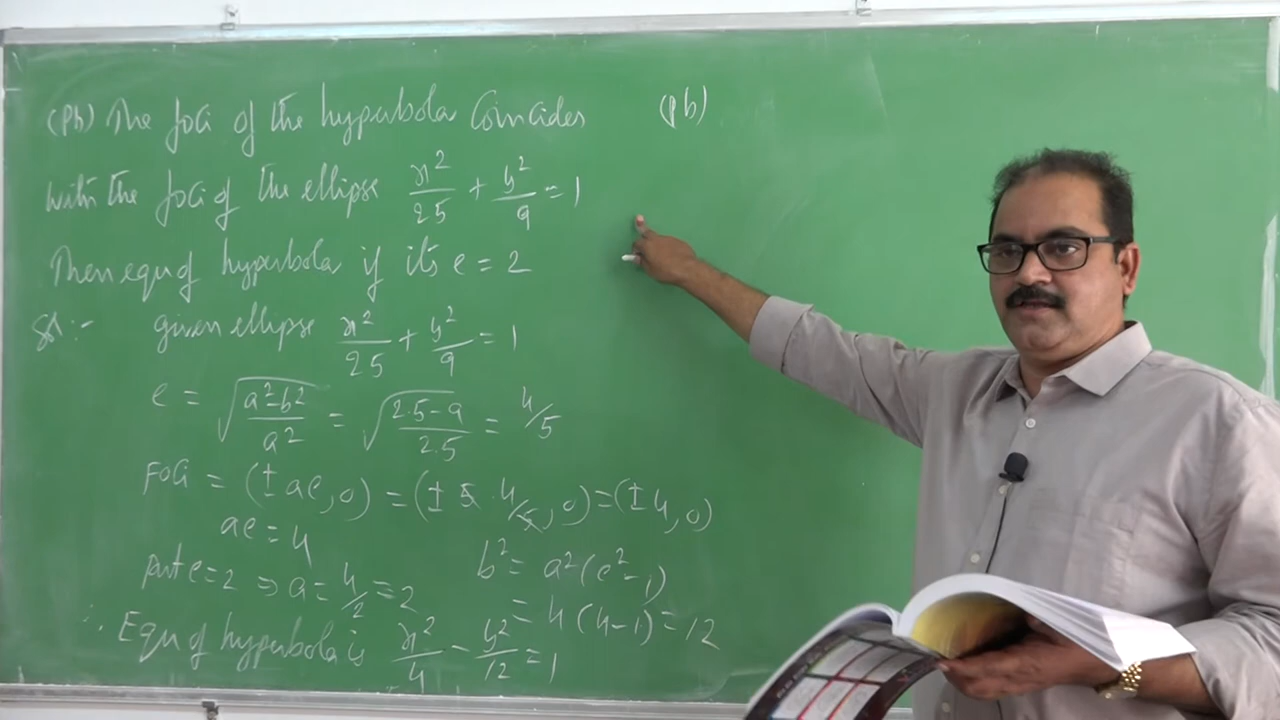 (Pb) The foci of the hyperbola Coincides
with the foci of the ellipse x²/25 + y²/9 = 1
Then equ of hyperbola if its e = 2
Sol :- given ellipse x²/25 + y²/9 = 1
e = √((a²-b²)/a²) = √((25-9)/25) = 4/5
Foci = (± ae, 0) = (± 5 · 4/5, 0) = (± 4, 0)
ae = 4
put e = 2 ⇒ a = 4/2 = 2
b² = a²(e²-1)
= 4(4-1) = 12
∴ Equ of hyperbola is x²/4 - y²/12 = 1
(pb)